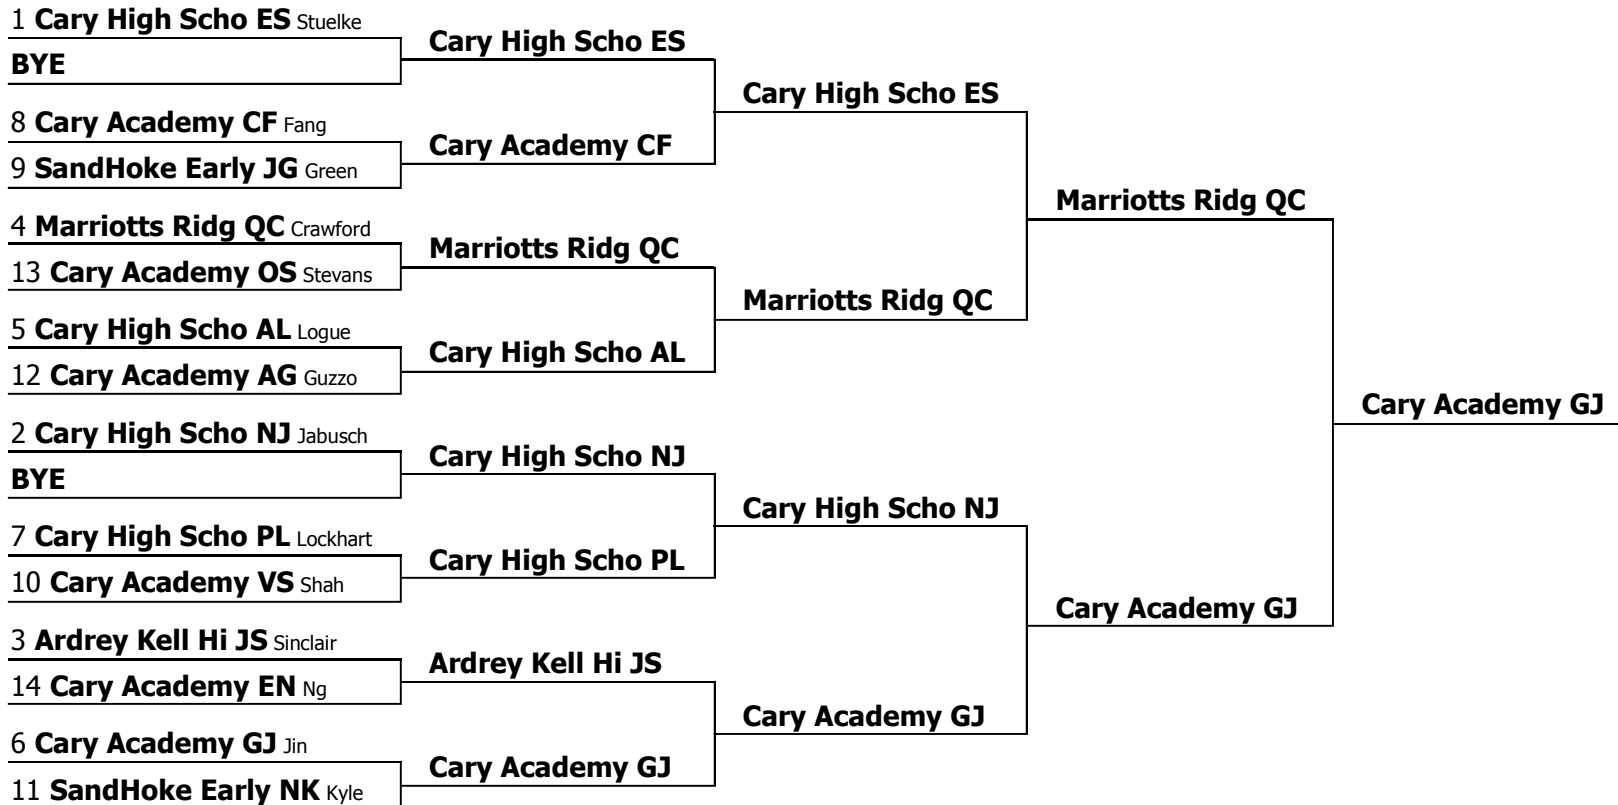 1 Cary High Scho ES Stuelke
BYE
8 Cary Academy CF Fang
9 SandHoke Early JG Green
4 Marriotts Ridg QC Crawford
13 Cary Academy OS Stevans
5 Cary High Scho AL Logue
12 Cary Academy AG Guzzo
2 Cary High Scho NJ Jabusch
BYE
7 Cary High Scho PL Lockhart
10 Cary Academy VS Shah
3 Ardrey Kell Hi JS Sinclair
14 Cary Academy EN Ng
6 Cary Academy GJ Jin
11 SandHoke Early NK Kyle
Cary High Scho ES
Cary Academy CF
Marriotts Ridg QC
Cary High Scho AL
Cary High Scho NJ
Cary High Scho PL
Ardrey Kell Hi JS
Cary Academy GJ
Cary High Scho ES
Marriotts Ridg QC
Cary High Scho NJ
Cary Academy GJ
Marriotts Ridg QC
Cary Academy GJ
Cary Academy GJ